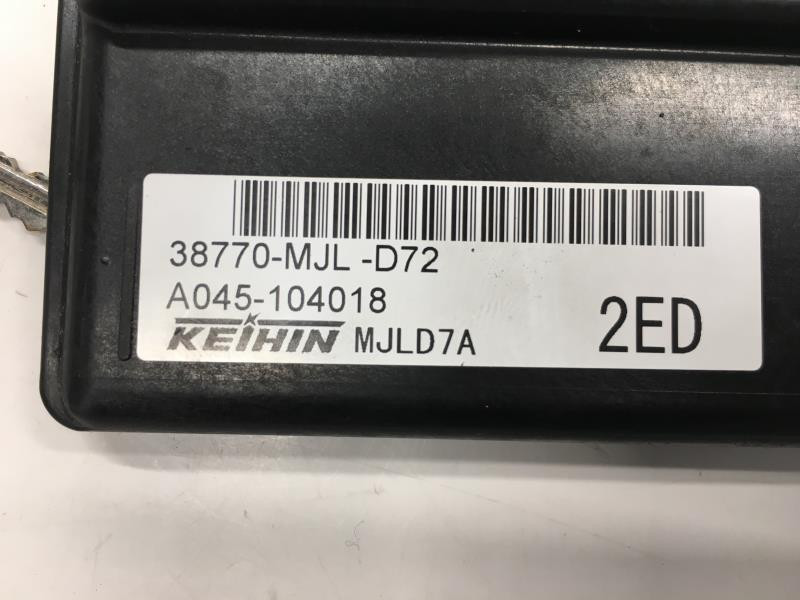 38770-MJL -D72
A045-104018
KEIHIN MJLD7A 2ED